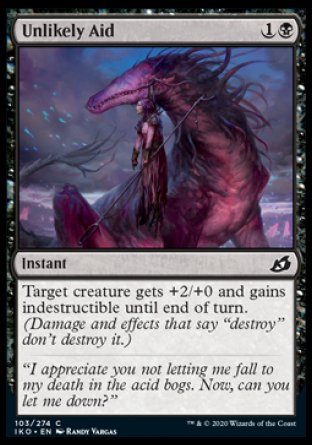 Unlikely Aid 1
Instant
Target creature gets +2/+0 and gains
indestructible until end of turn.
(Damage and effects that say “destroy”
don’t destroy it.)
“I appreciate you not letting me fall to
my death in the acid bogs. Now, can you
let me down?”
103/274 C
IKO • EN RANDY VARGAS
™ & © 2020 Wizards of the Coast